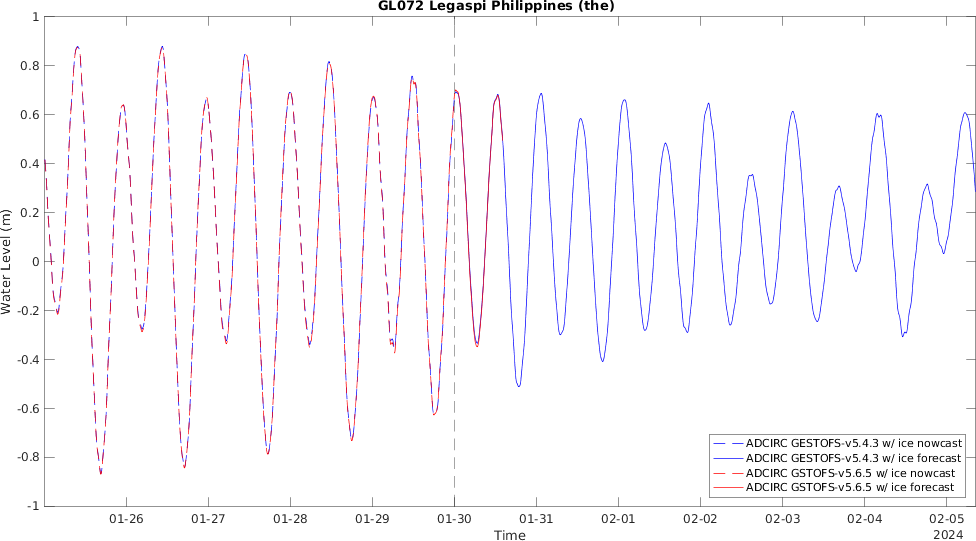 GL072 Legaspi Philippines (the)
1
0.8
0.6
0.4
0.2
0
-0.2
-0.4
-0.6
-0.8
-1
Water Level (m)
ADCIRC GESTOFS-v5.4.3 w/ ice nowcast
ADCIRC GESTOFS-v5.4.3 w/ ice forecast
ADCIRC GSTOFS-v5.6.5 w/ ice nowcast
ADCIRC GSTOFS-v5.6.5 w/ ice forecast
01-26 01-27 01-28 01-29 01-30 01-31 02-01 02-02 02-03 02-04 02-05
Time 2024